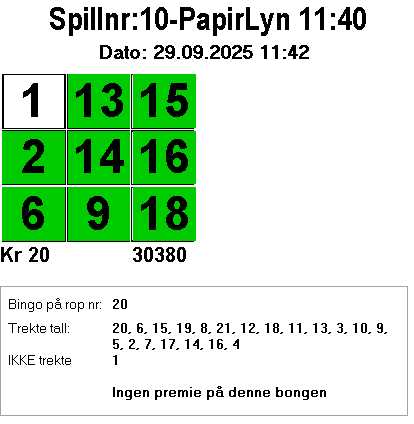 Spillnr:10-PapirLyn 11:40
Dato: 29.09.2025 11:42
1 13 15
2 14 16
6 9 18
Kr 20 30380
Bingo på rop nr: 20
Trekte tall: 20, 6, 15, 19, 8, 21, 12, 18, 11, 13, 3, 10, 9,
5, 2, 7, 17, 14, 16, 4
IKKE trekte 1
Ingen premie på denne bongen